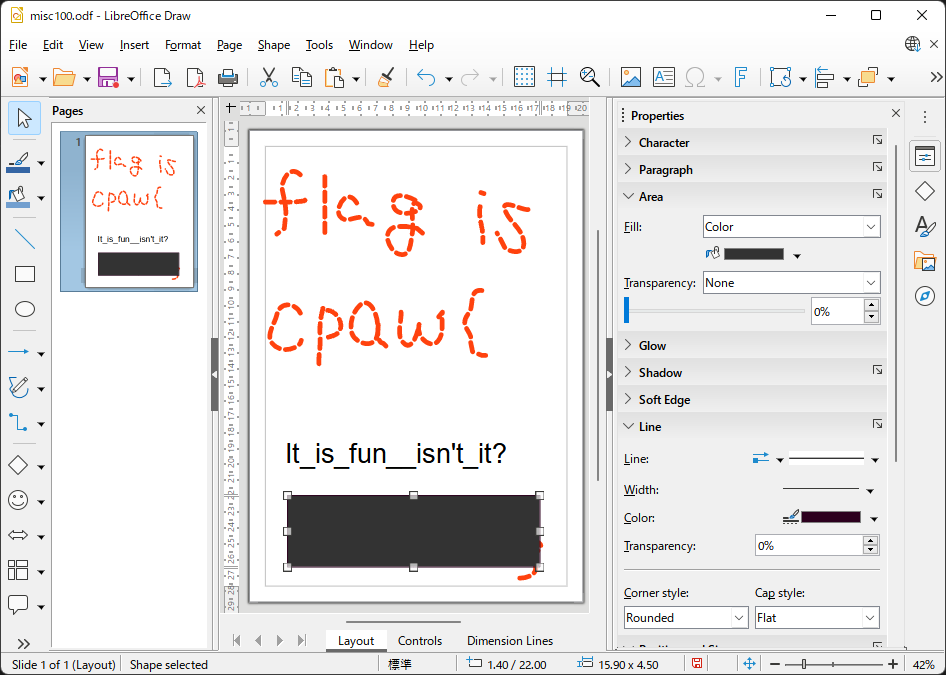 misc100.odf - LibreOffice Draw
File Edit View Insert Format Page Shape Tools Window Help
Pages
1
flag is
cpaw{
It_is_fun__isn't_it?
flag is
cpaw{
It_is_fun__isn't_it?
Properties
Character
Paragraph
Area
Fill: Color
Transparency: None
0%
Glow
Shadow
Soft Edge
Line
Line:
Width:
Color:
Transparency: 0%
Corner style: Cap style:
Rounded Flat
Layout Controls Dimension Lines
Slide 1 of 1 (Layout) Shape selected 標準 1.40 / 22.00 15.90 x 4.50 42%